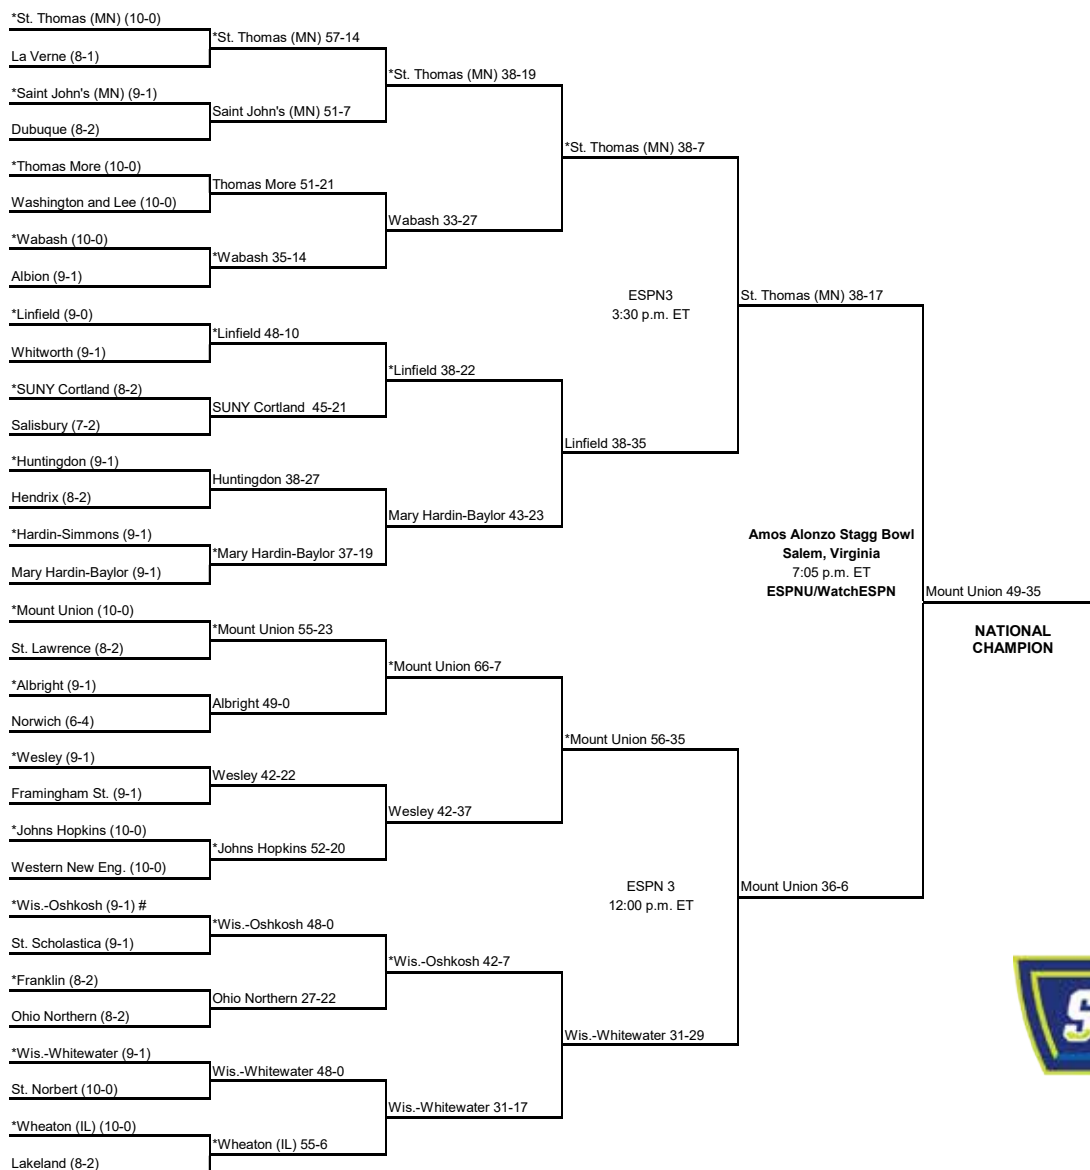 *St. Thomas (MN) (10-0)
*St. Thomas (MN) 57-14
La Verne (8-1)
*St. Thomas (MN) 38-19
*Saint John's (MN) (9-1)
Saint John's (MN) 51-7
Dubuque (8-2)
*St. Thomas (MN) 38-7
*Thomas More (10-0)
Thomas More 51-21
Washington and Lee (10-0)
Wabash 33-27
*Wabash (10-0)
*Wabash 35-14
Albion (9-1)
ESPN3
3:30 p.m. ET
St. Thomas (MN) 38-17
*Linfield (9-0)
*Linfield 48-10
Whitworth (9-1)
*Linfield 38-22
*SUNY Cortland (8-2)
SUNY Cortland  45-21
Salisbury (7-2)
Linfield 38-35
*Huntingdon (9-1)
Huntingdon 38-27
Hendrix (8-2)
Mary Hardin-Baylor 43-23
*Hardin-Simmons (9-1)
*Mary Hardin-Baylor 37-19
Mary Hardin-Baylor (9-1)
Amos Alonzo Stagg Bowl
Salem, Virginia
7:05 p.m. ET
ESPNU/WatchESPN
Mount Union 49-35
NATIONAL
CHAMPION
*Mount Union (10-0)
*Mount Union 55-23
St. Lawrence (8-2)
*Mount Union 66-7
*Albright (9-1)
Albright 49-0
Norwich (6-4)
*Mount Union 56-35
*Wesley (9-1)
Wesley 42-22
Framingham St. (9-1)
Wesley 42-37
*Johns Hopkins (10-0)
*Johns Hopkins 52-20
Western New Eng. (10-0)
ESPN 3
12:00 p.m. ET
Mount Union 36-6
*Wis.-Oshkosh (9-1) #
*Wis.-Oshkosh 48-0
St. Scholastica (9-1)
*Wis.-Oshkosh 42-7
*Franklin (8-2)
Ohio Northern 27-22
Ohio Northern (8-2)
Wis.-Whitewater 31-29
*Wis.-Whitewater (9-1)
Wis.-Whitewater 48-0
St. Norbert (10-0)
Wis.-Whitewater 31-17
*Wheaton (IL) (10-0)
*Wheaton (IL) 55-6
Lakeland (8-2)